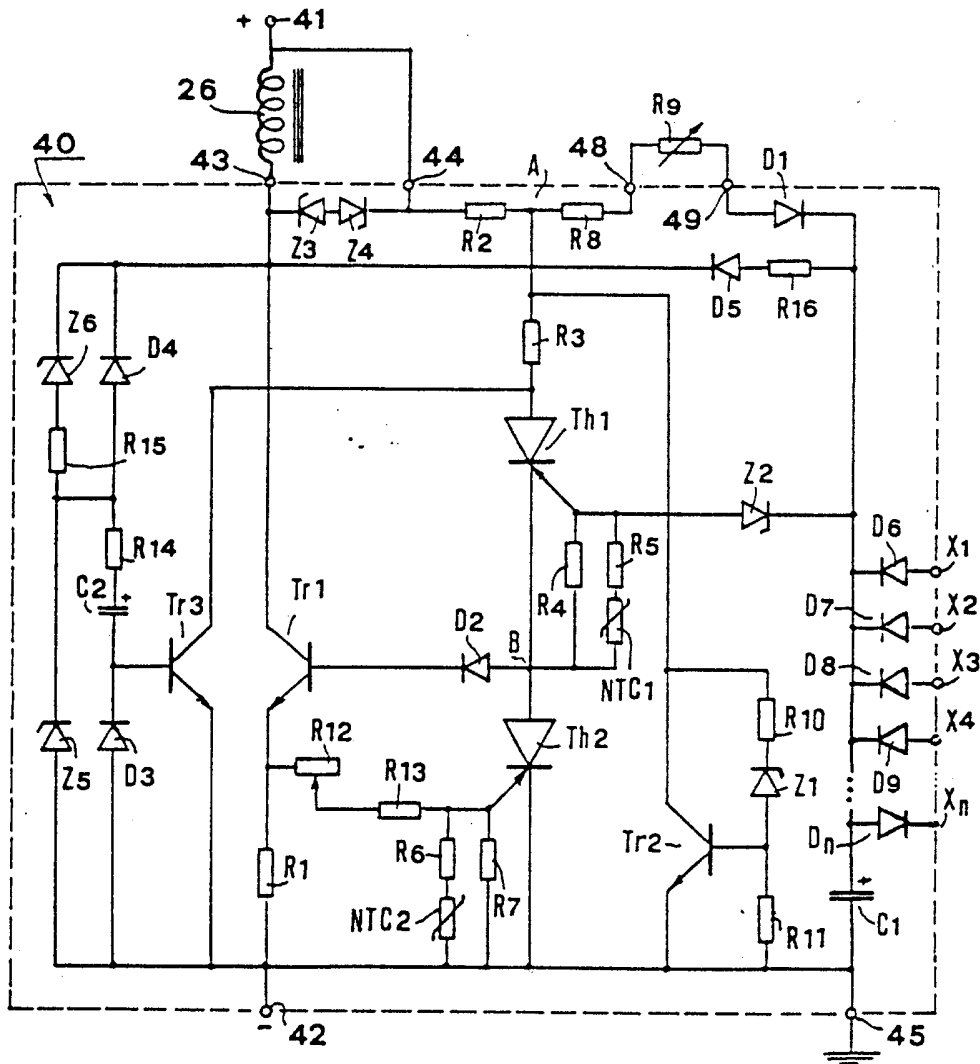 + 41
26
R9
40
43
44
A
48
49
D1
Z3 Z4
R2
R8
D5
R16
Z6
D4
R3
R15
Th1
Z2
R14
C2 +
Tr3
Tr1
R4
R5
D6
X1
D7
X2
D2
B
NTC1
D8
X3
R12
Th2
R10
D9
X4
Z5
D3
R13
Z1
Xn
R1
R6
R7
Tr2
Dn
NTC2
R11
+
C1
- 42
45